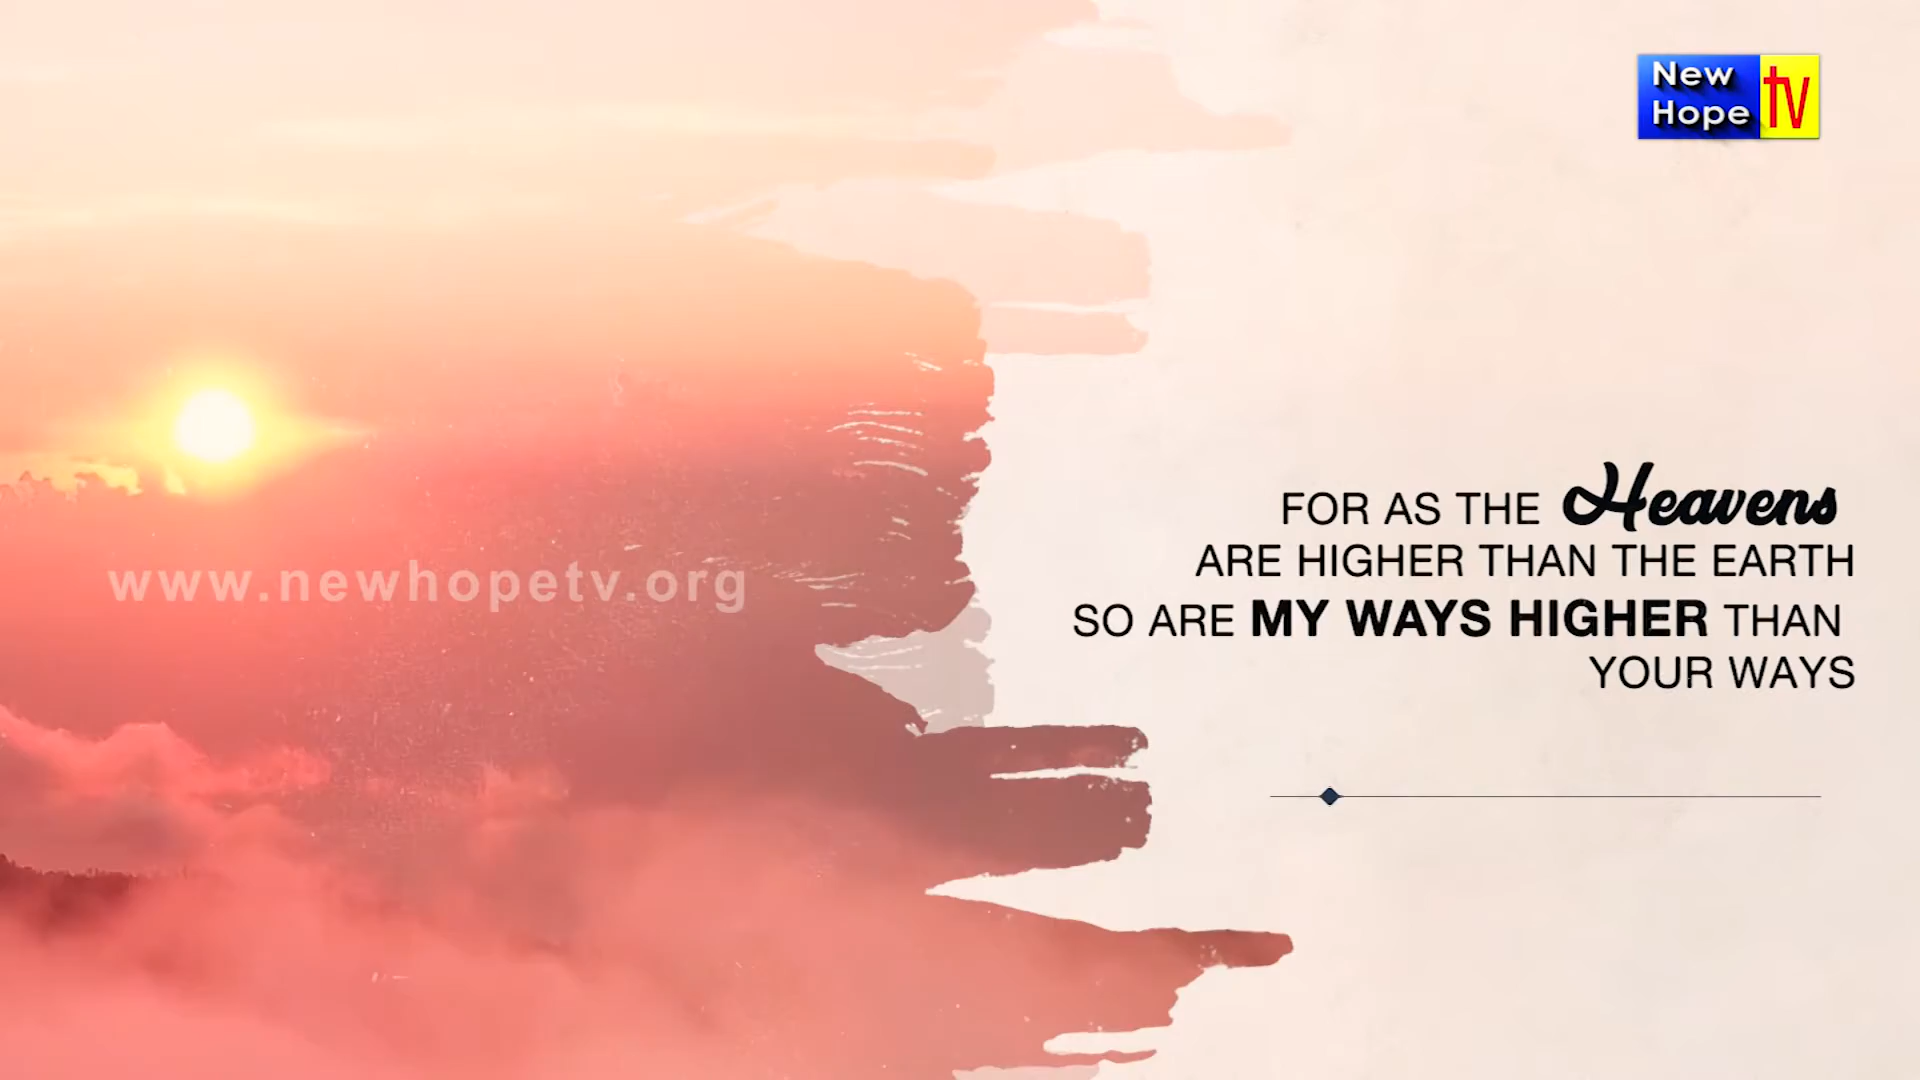 New
Hope
TV
FOR AS THE Heavens
ARE HIGHER THAN THE EARTH
SO ARE MY WAYS HIGHER THAN
YOUR WAYS
www.newhopetv.org